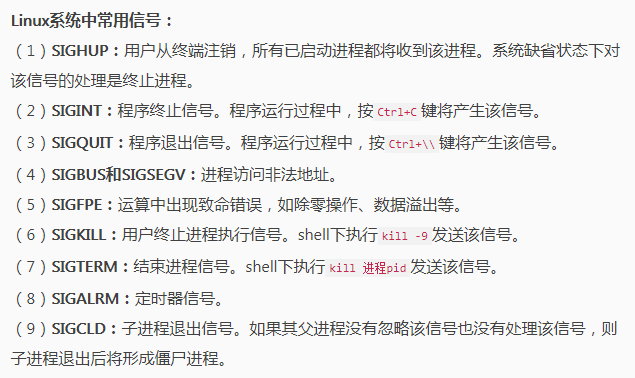 Linux系统中常用信号：
（1）SIGHUP：用户从终端注销，所有已启动进程都将收到该进程。系统缺省状态下对
该信号的处理是终止进程。
（2）SIGINT：程序终止信号。程序运行过程中，按 Ctrl+C 键将产生该信号。
（3）SIGQUIT：程序退出信号。程序运行过程中，按 Ctrl+\\ 键将产生该信号。
（4）SIGBUS和SIGSEGV：进程访问非法地址。
（5）SIGFPE：运算中出现致命错误，如除零操作、数据溢出等。
（6）SIGKILL：用户终止进程执行信号。shell下执行 kill -9 发送该信号。
（7）SIGTERM：结束进程信号。shell下执行 kill 进程pid 发送该信号。
（8）SIGALRM：定时器信号。
（9）SIGCLD：子进程退出信号。如果其父进程没有忽略该信号也没有处理该信号，则
子进程退出后将形成僵尸进程。